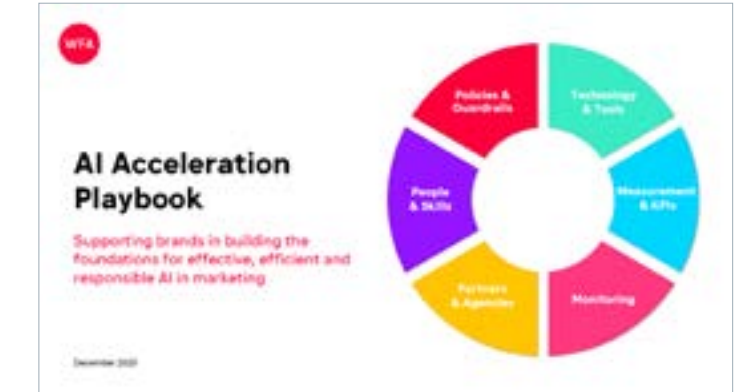 WFA
AI Acceleration
Playbook
Supporting brands in building the
foundations for effective, efficient and
responsible AI in marketing
Policies &
Guardrails
Technology
& Tools
Measurement
& KPIs
Monitoring
Partners
& Agencies
People
& Skills
December